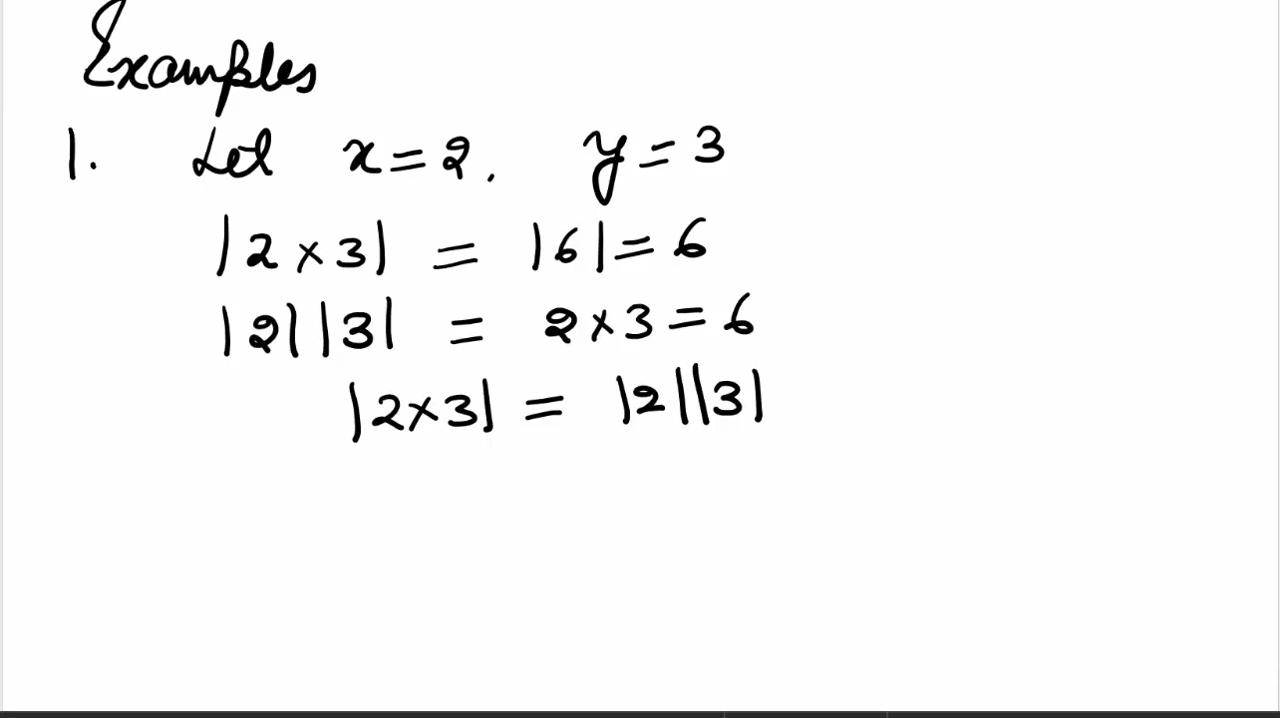 Examples
1. Let x = 2. y = 3
|2 × 3| = |6| = 6
|2||3| = 2 × 3 = 6
|2 × 3| = |2||3|